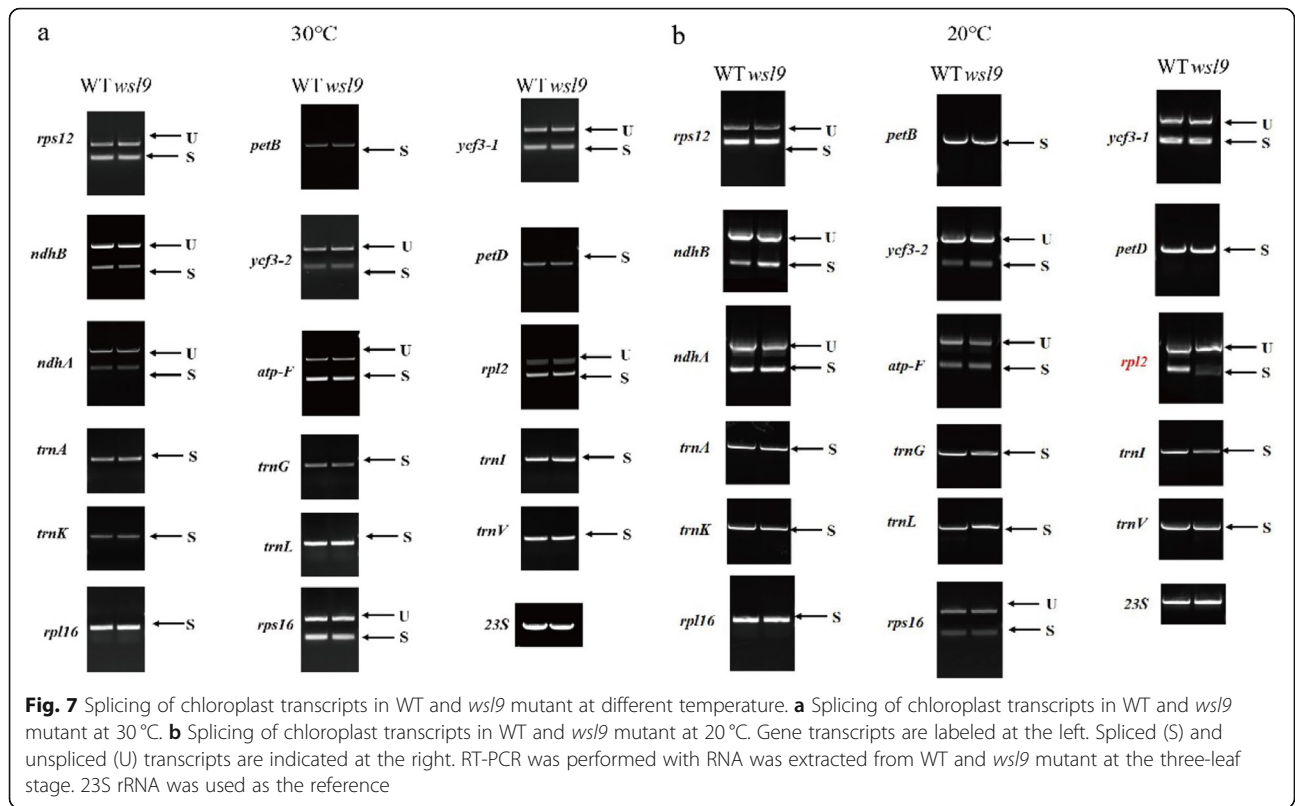 a
30°C
WT wsl9
WT wsl9
WT wsl9
rps12
U
S
petB
S
ycf3-1
U
S
ndhB
U
S
ycf3-2
U
S
petD
S
ndhA
U
S
atp-F
U
S
rpl2
U
S
trnA
S
trnG
S
trnI
S
trnK
S
trnL
S
trnV
S
rpl16
S
rps16
U
S
23S
b
20°C
WT wsl9
WT wsl9
WT wsl9
rps12
U
S
petB
S
ycf3-1
U
S
ndhB
U
S
ycf3-2
U
S
petD
S
ndhA
U
S
atp-F
U
S
rpl2
U
S
trnA
S
trnG
S
trnI
S
trnK
S
trnL
S
trnV
S
rpl16
S
rps16
U
S
23S
Fig. 7 Splicing of chloroplast transcripts in WT and wsl9 mutant at different temperature. a Splicing of chloroplast transcripts in WT and wsl9
mutant at 30 °C. b Splicing of chloroplast transcripts in WT and wsl9 mutant at 20 °C. Gene transcripts are labeled at the left. Spliced (S) and
unspliced (U) transcripts are indicated at the right. RT-PCR was performed with RNA was extracted from WT and wsl9 mutant at the three-leaf
stage. 23S rRNA was used as the reference